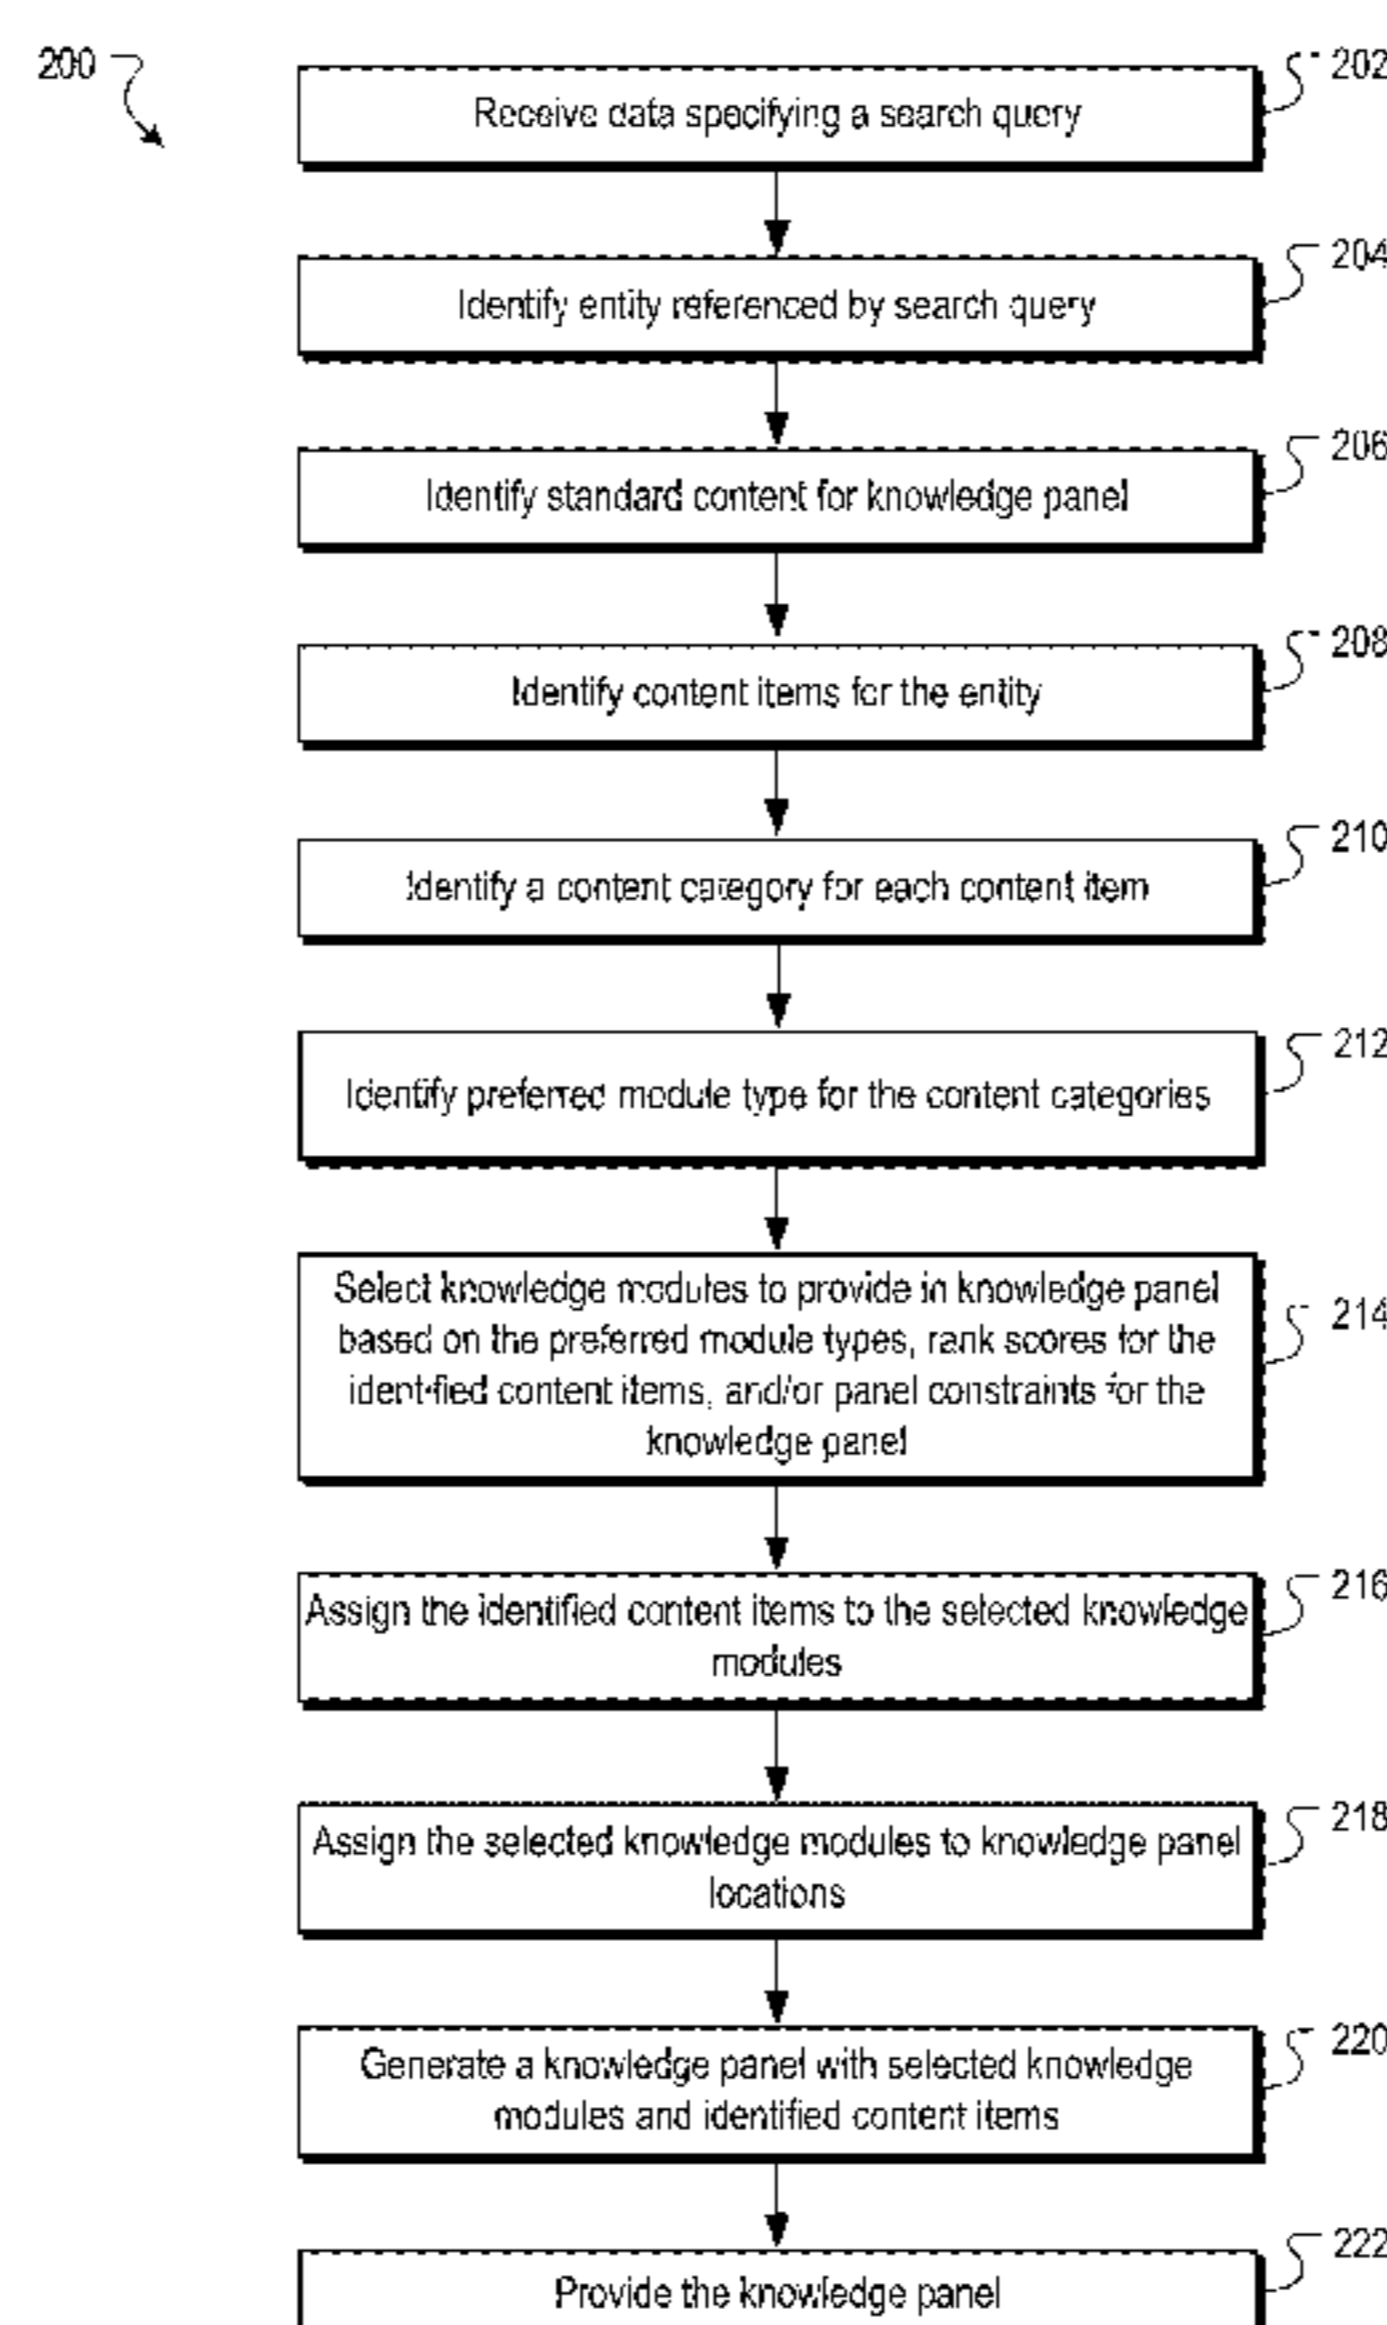 200
202
Receive data specifying a search query
204
Identify entity referenced by search query
206
Identify standard content for knowledge panel
208
Identify content items for the entity
210
Identify a content category for each content item
212
Identify preferred module type for the content categories
214
Select knowledge modules to provide in knowledge panel
based on the preferred module types, rank scores for the
identified content items, and/or panel constraints for the
knowledge panel
216
Assign the identified content items to the selected knowledge
modules
218
Assign the selected knowledge modules to knowledge panel
locations
220
Generate a knowledge panel with selected knowledge
modules and identified content items
222
Provide the knowledge panel